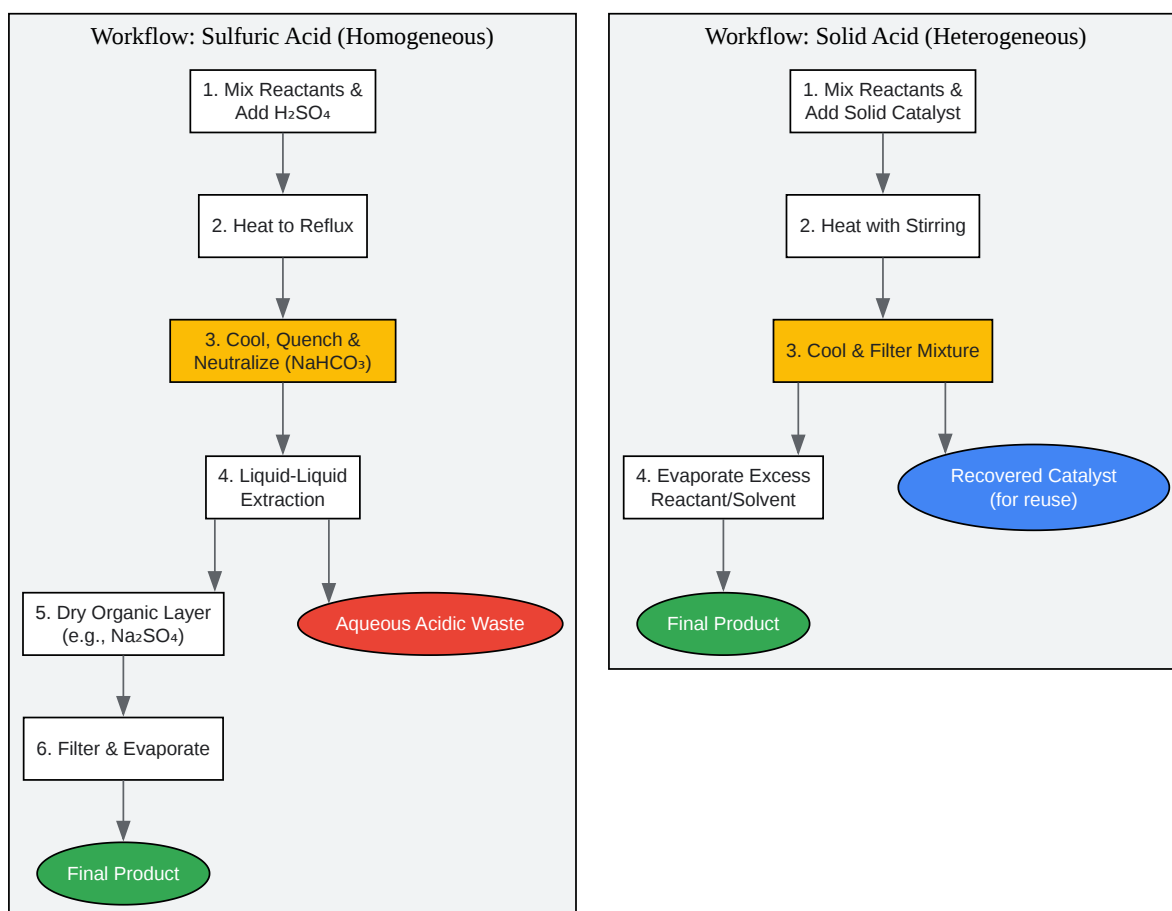 Workflow: Sulfuric Acid (Homogeneous)
1. Mix Reactants &
Add H₂SO₄
2. Heat to Reflux
3. Cool, Quench &
Neutralize (NaHCO₃)
4. Liquid-Liquid
Extraction
5. Dry Organic Layer
(e.g., Na₂SO₄)
Aqueous Acidic Waste
6. Filter & Evaporate
Final Product
Workflow: Solid Acid (Heterogeneous)
1. Mix Reactants &
Add Solid Catalyst
2. Heat with Stirring
3. Cool & Filter Mixture
4. Evaporate Excess
Reactant/Solvent
Recovered Catalyst
(for reuse)
Final Product